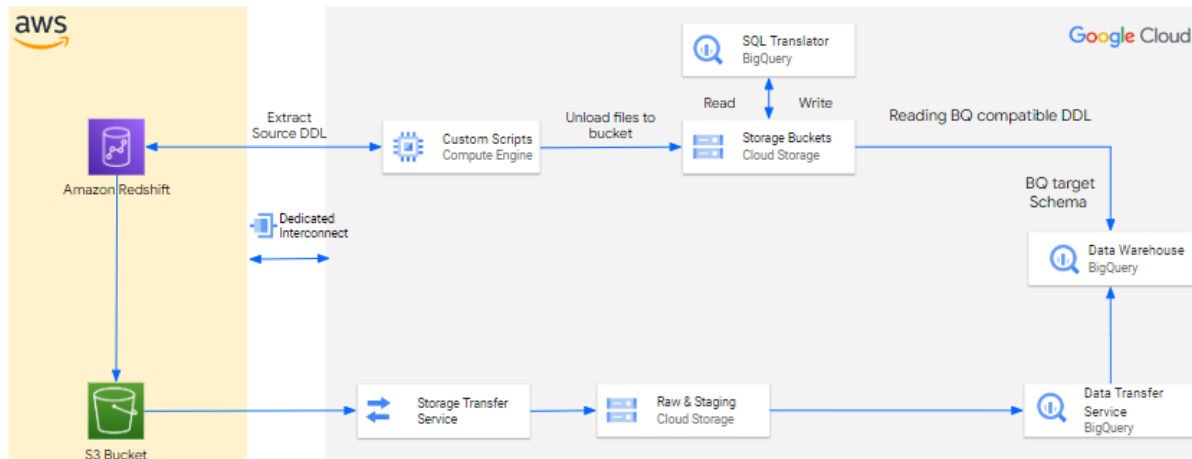 aws
Google Cloud
SQL Translator
BigQuery
Read
Write
Extract
Source DDL
Unload files to
bucket
Reading BQ compatible DDL
Custom Scripts
Compute Engine
Storage Buckets
Cloud Storage
Amazon Redshift
BQ target
Schema
Dedicated
Interconnect
Data Warehouse
BigQuery
Storage Transfer
Service
Raw & Staging
Cloud Storage
Data Transfer
Service
BigQuery
S3 Bucket